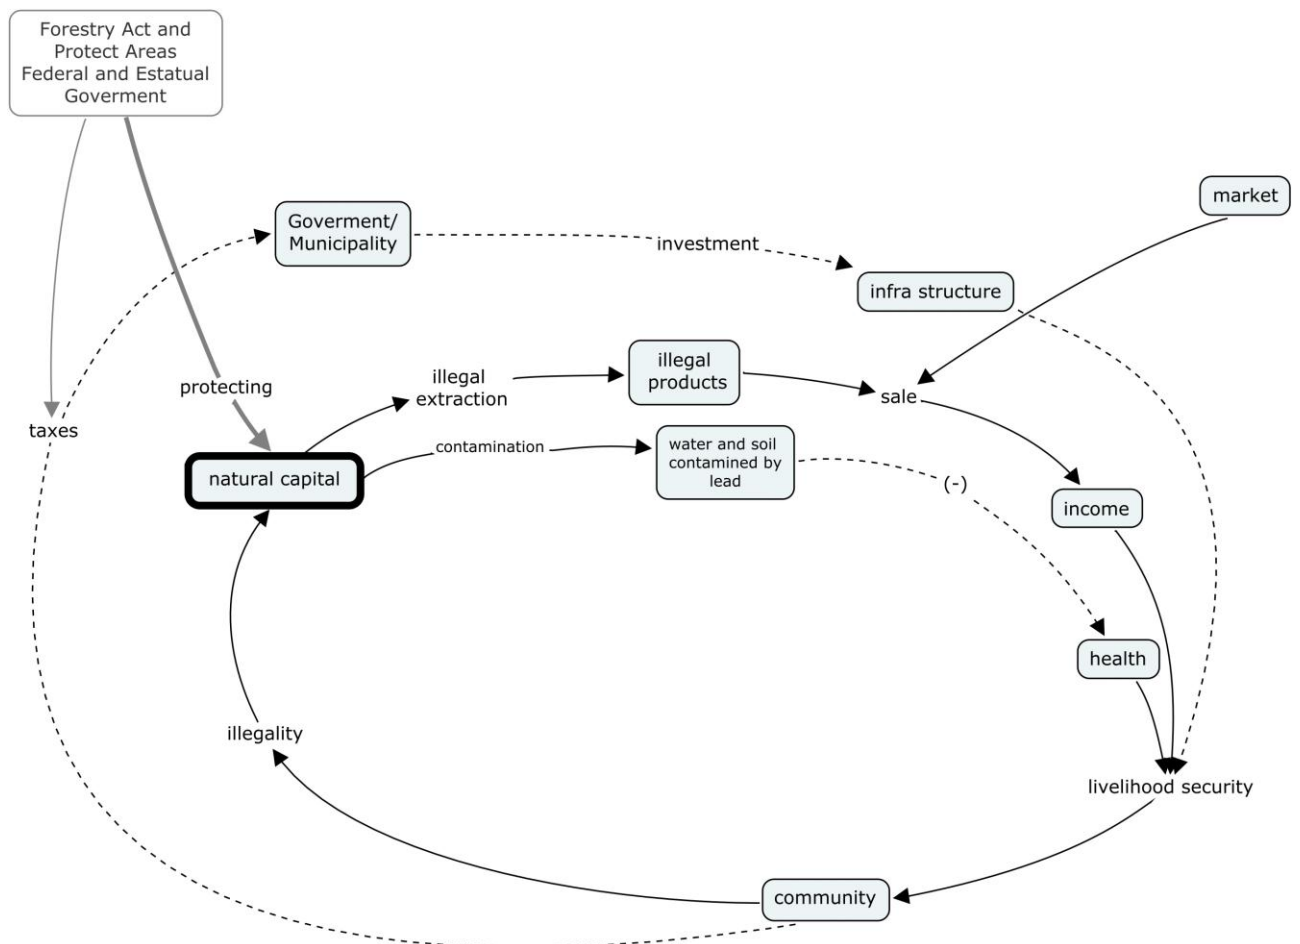 Forestry Act and
Protect Areas
Federal and Estatual
Goverment
market
Goverment/
Municipality
investment
infra structure
protecting
illegal
extraction
illegal
products
sale
taxes
natural capital
contamination
water and soil
contamined by
lead
(-)
income
health
illegality
livelihood security
community